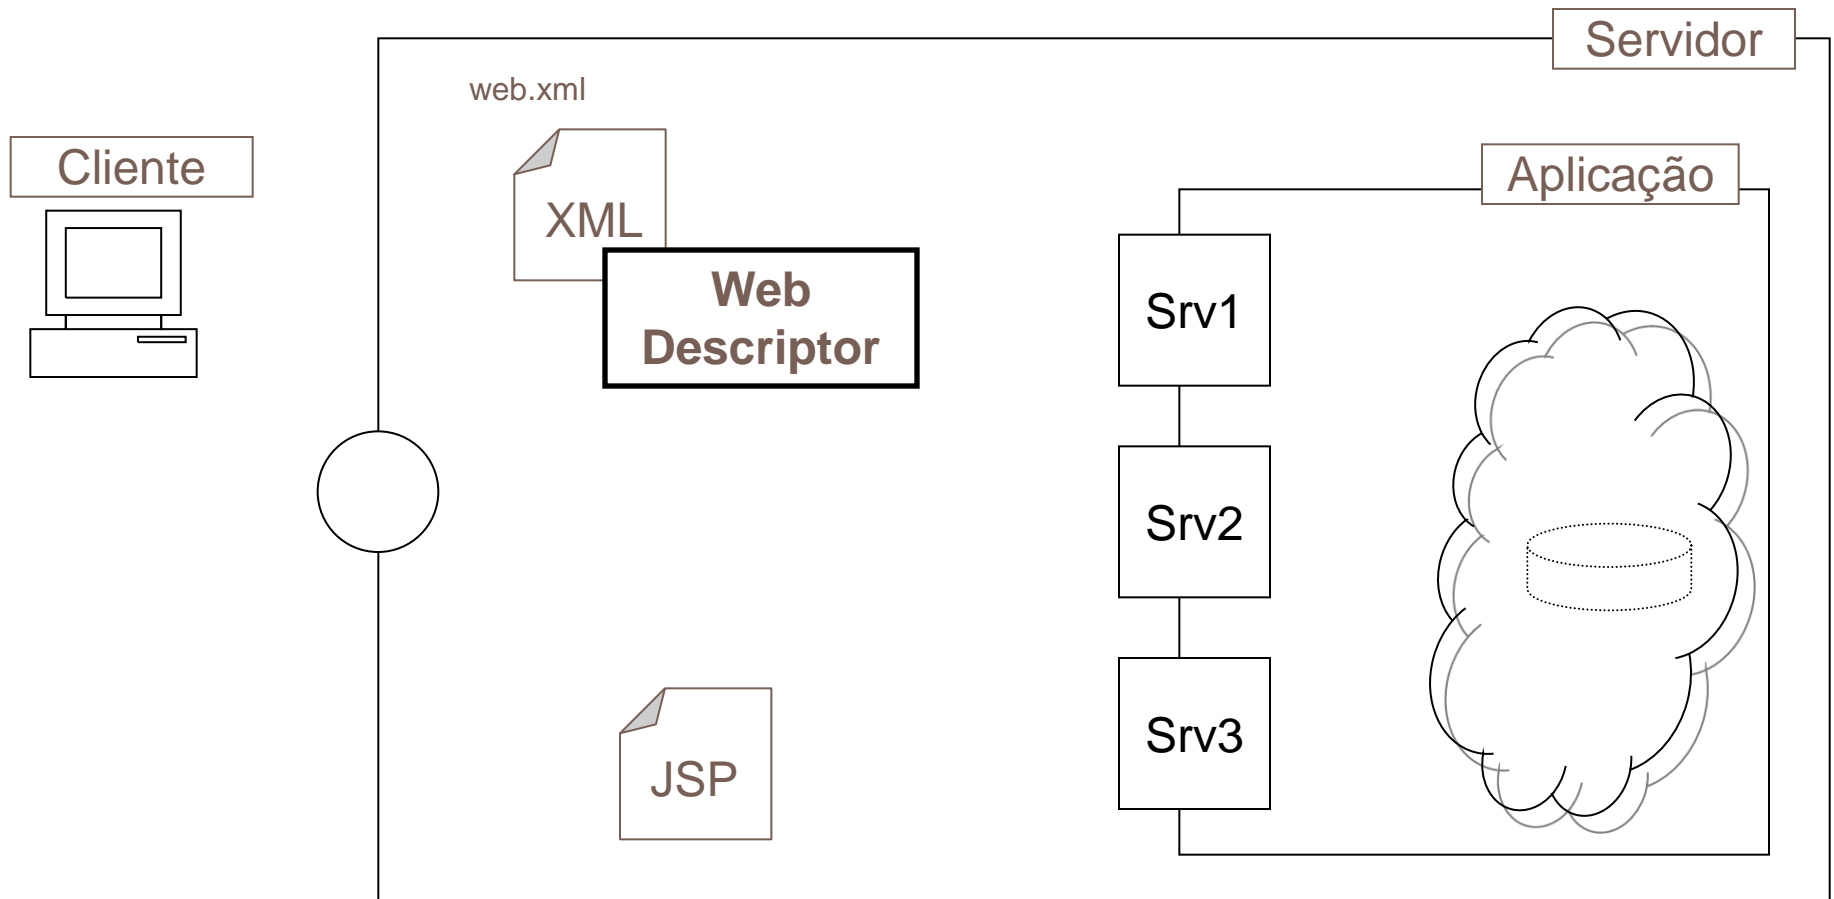 Servidor
web.xml
Cliente
Aplicação
XML
Web
Descriptor
Srv1
Srv2
Srv3
JSP